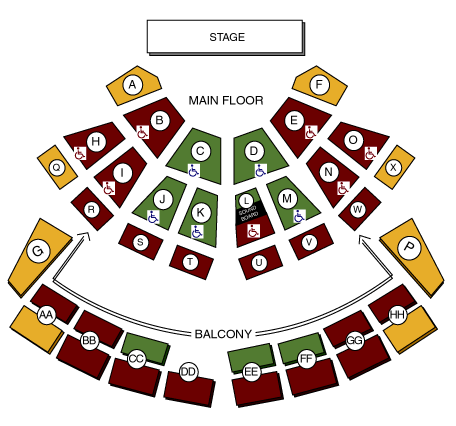 STAGE
A
F
MAIN FLOOR
B
E
H
C
D
O
Q
I
N
X
R
J
K
L
SOUND
BOARD
M
W
S
T
U
V
G
P
AA
BB
CC
DD
BALCONY
EE
FF
GG
HH